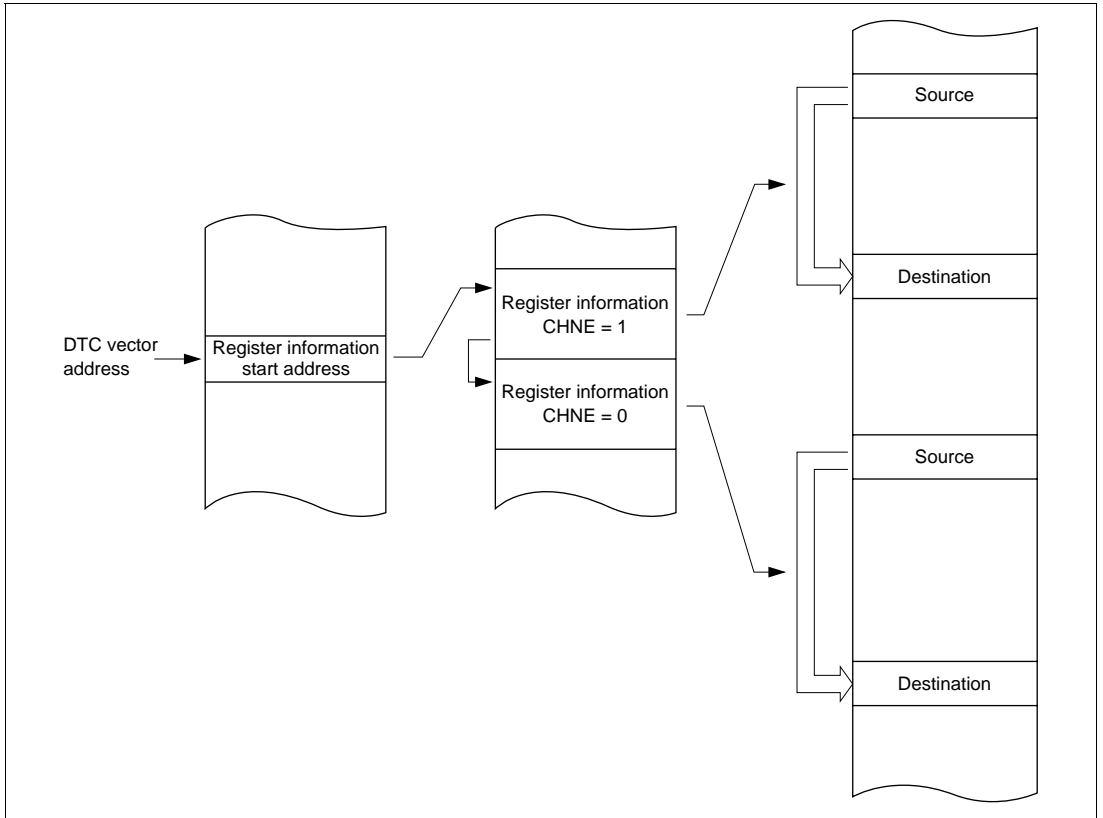 DTC vector
address
Register information
start address
Register information
CHNE = 1
Register information
CHNE = 0
Source
Destination
Source
Destination